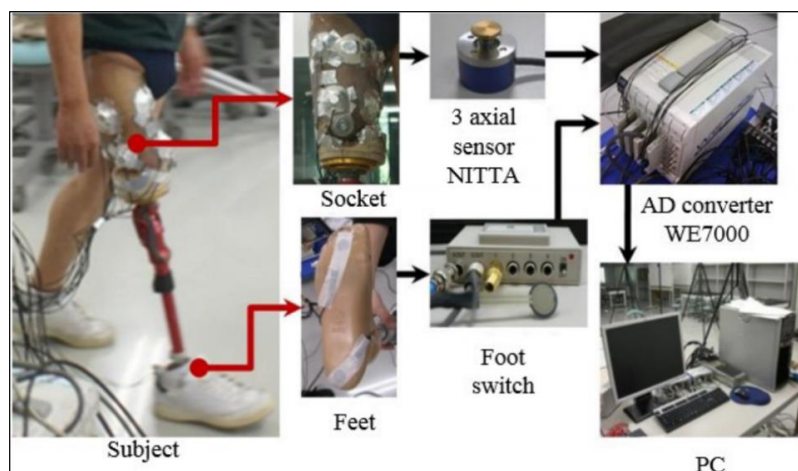 Subject
Socket
3 axial
sensor
NITTA
AD converter
WE7000
Feet
Foot
switch
PC